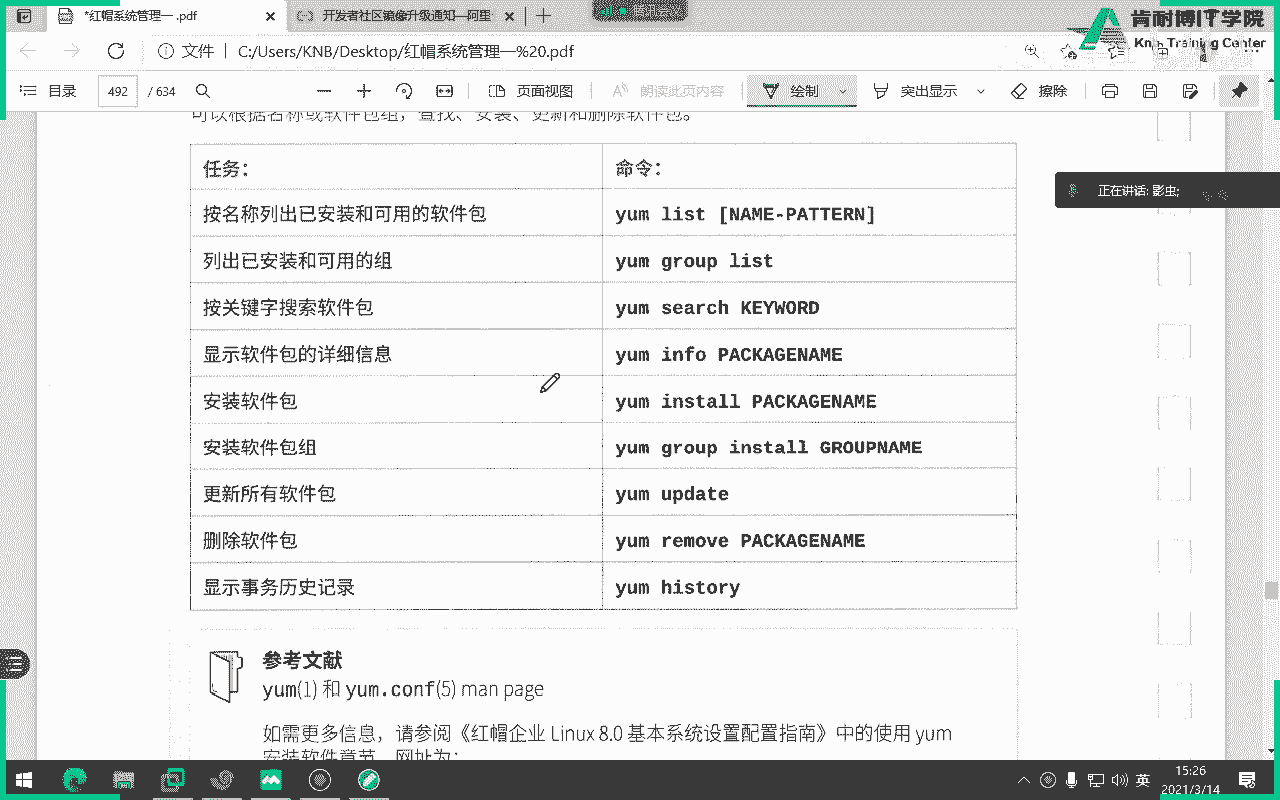 *红帽系统管理一 .pdf
开发者社区镜像升级通知—阿里
肯耐博IT学院
KnB Training Center
文件
C:/Users/KNB/Desktop/红帽系统管理一%20.pdf
目录
492
/ 634
页面视图
朗读此页内容
绘制
突出显示
擦除
可以根据名称或软件包组，查找、安装、更新和删除软件包。
任务： 命令：
按名称列出已安装和可用的软件包 yum list [NAME-PATTERN]
列出已安装和可用的组 yum group list
按关键字搜索软件包 yum search KEYWORD
显示软件包的详细信息 yum info PACKAGENAME
安装软件包 yum install PACKAGENAME
安装软件包组 yum group install GROUPNAME
更新所有软件包 yum update
删除软件包 yum remove PACKAGENAME
显示事务历史记录 yum history
正在讲话: 影虫;
参考文献
yum(1) 和 yum.conf(5) man page
如需更多信息，请参阅《红帽企业 Linux 8.0 基本系统设置配置指南》中的使用 yum
安装软件章节，网址为：
英
15:26
2021/3/14